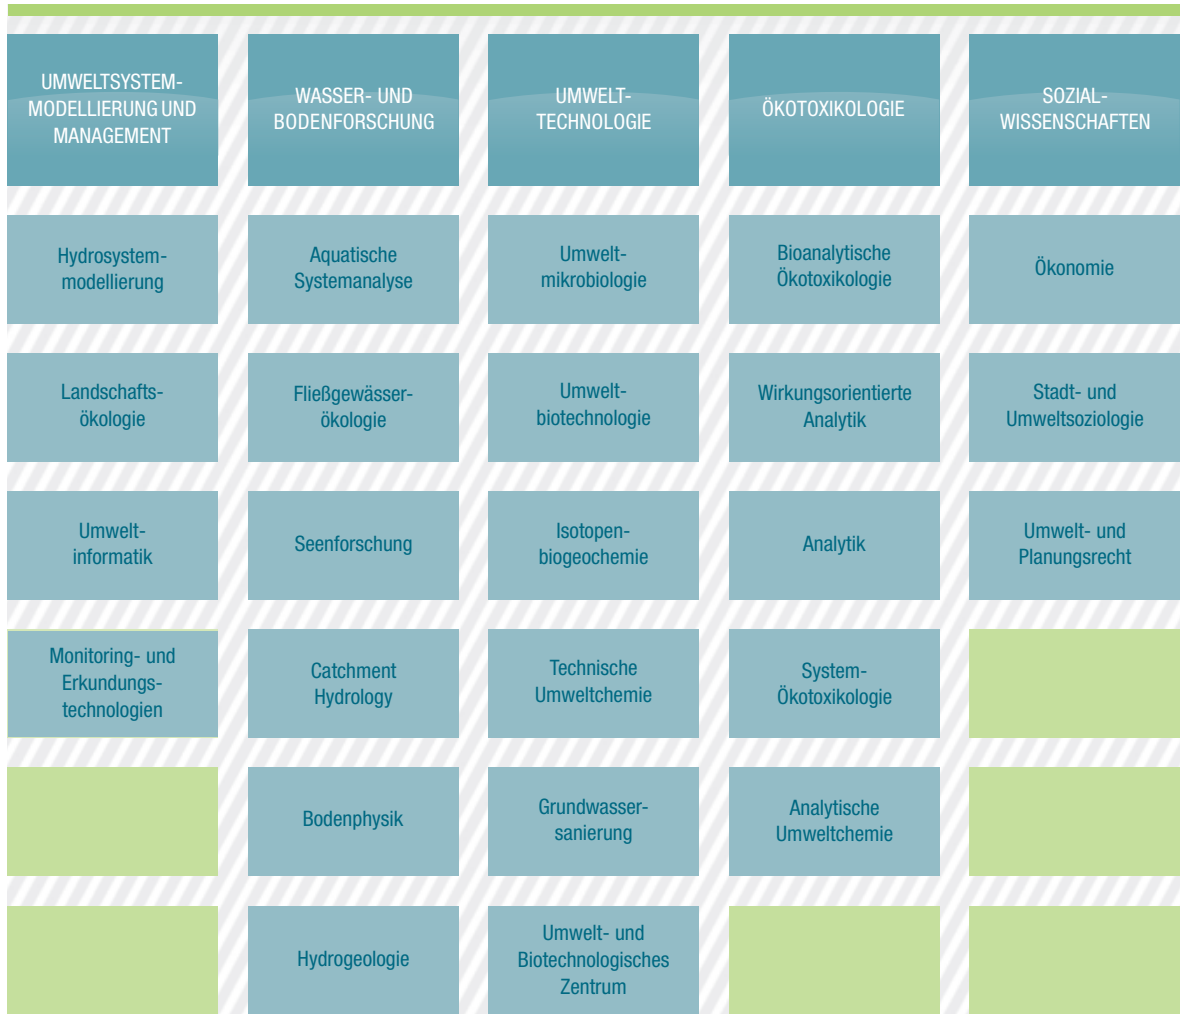 UMWELTSYSTEM-
MODELLIERUNG UND
MANAGEMENT
WASSER- UND
BODENFORSCHUNG
UMWELT-
TECHNOLOGIE
ÖKOTOXIKOLOGIE
SOZIAL-
WISSENSCHAFTEN
Hydrosystem-
modellierung
Aquatische
Systemanalyse
Umwelt-
mikrobiologie
Bioanalytische
Ökotoxikologie
Ökonomie
Landschafts-
ökologie
Fließgewässer-
ökologie
Umwelt-
biotechnologie
Wirkungsorientierte
Analytik
Stadt- und
Umweltsoziologie
Umwelt-
informatik
Seenforschung
Isotopen-
biogeochemie
Analytik
Umwelt- und
Planungsrecht
Monitoring- und
Erkundungs-
technologien
Catchment
Hydrology
Technische
Umweltchemie
System-
Ökotoxikologie
Bodenphysik
Grundwasser-
sanierung
Analytische
Umweltchemie
Hydrogeologie
Umwelt- und
Biotechnologisches
Zentrum